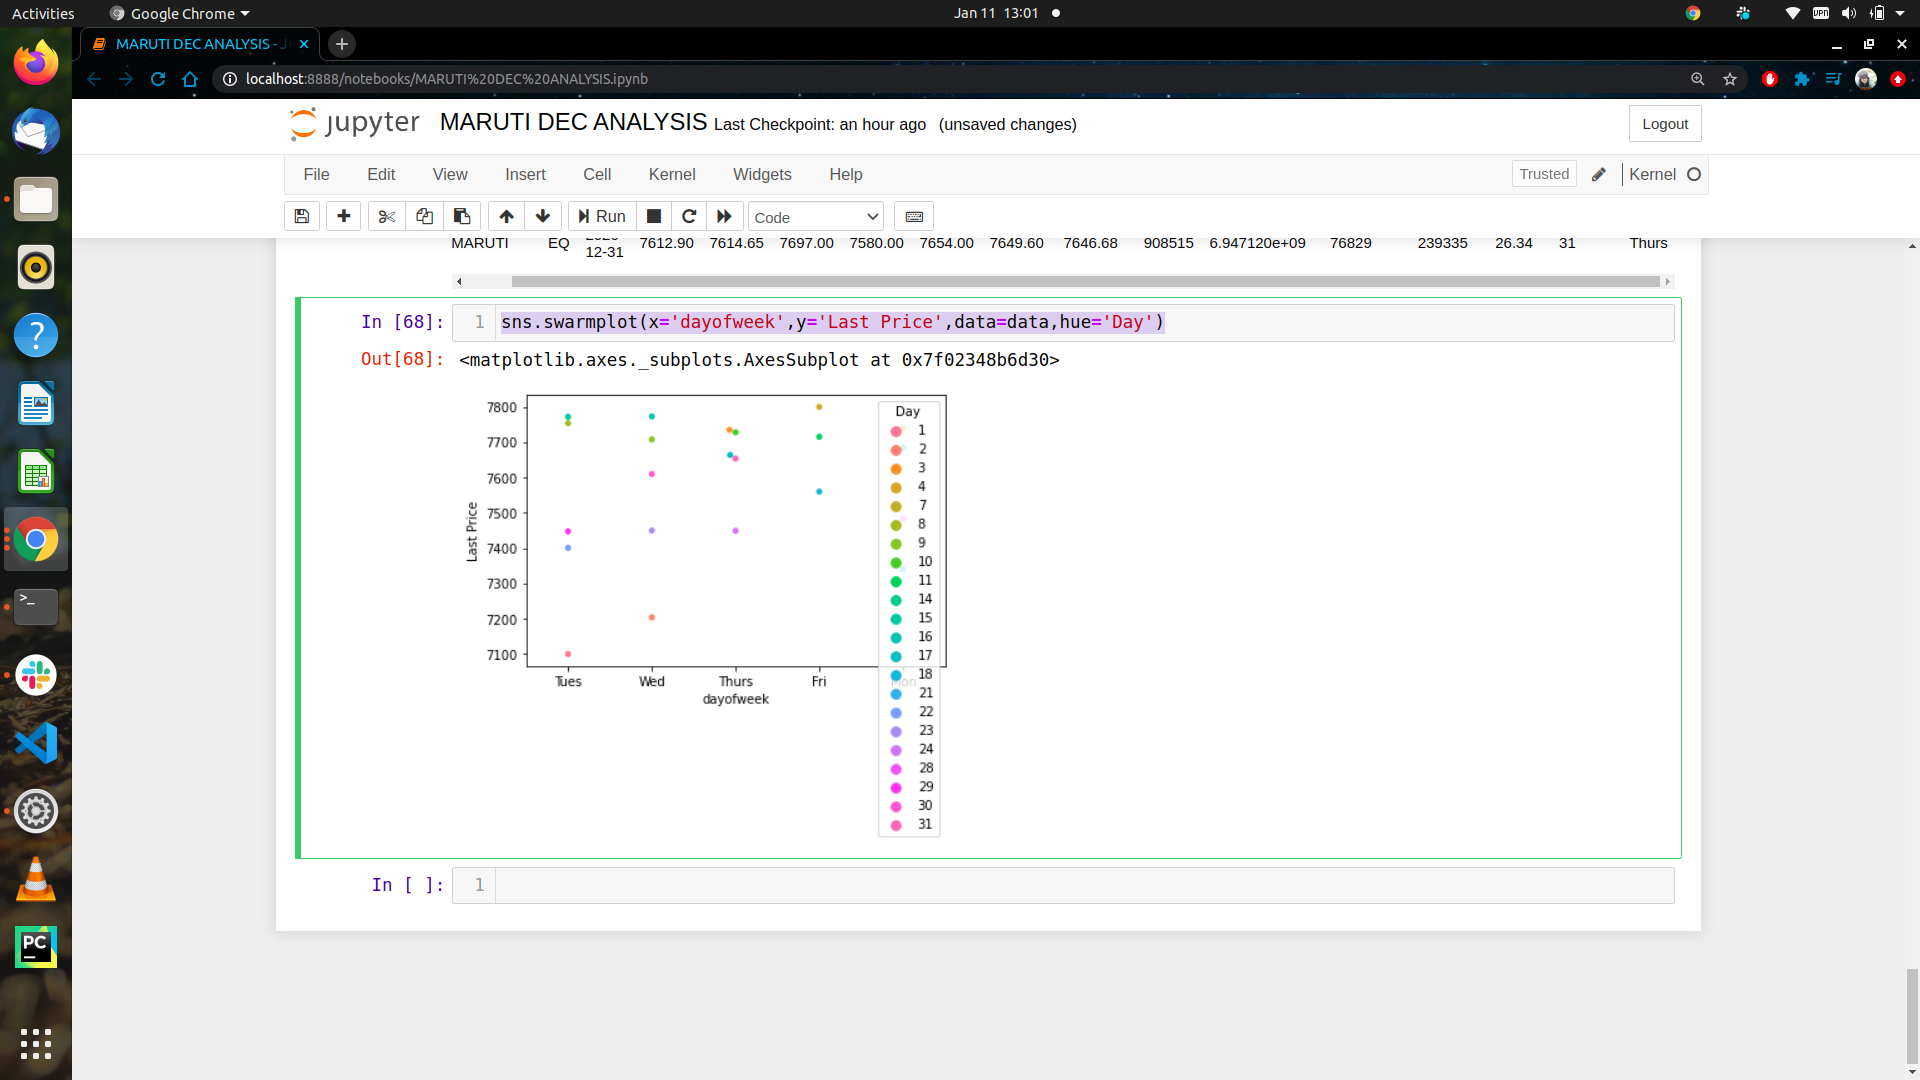 Activities Google Chrome Jan 11 13:01
MARUTI DEC ANALYSIS - J
localhost:8888/notebooks/MARUTI%20DEC%20ANALYSIS.ipynb
jupyter MARUTI DEC ANALYSIS Last Checkpoint: an hour ago (unsaved changes) Logout
File Edit View Insert Cell Kernel Widgets Help Trusted Kernel
Run Code
MARUTI EQ 12-31 7612.90 7614.65 7697.00 7580.00 7654.00 7649.60 7646.68 908515 6.947120e+09 76829 239335 26.34 31 Thurs
In [68]: 1 sns.swarmplot(x='dayofweek',y='Last Price',data=data,hue='Day')
Out[68]: <matplotlib.axes._subplots.AxesSubplot at 0x7f02348b6d30>
7800
7700
7600
7500
7400
7300
7200
7100
Last Price
Tues Wed Thurs Fri Mon
dayofweek
Day
1
2
3
4
7
8
9
10
11
14
15
16
17
18
21
22
23
24
28
29
30
31
In [ ]: 1
VPN
>_
PC